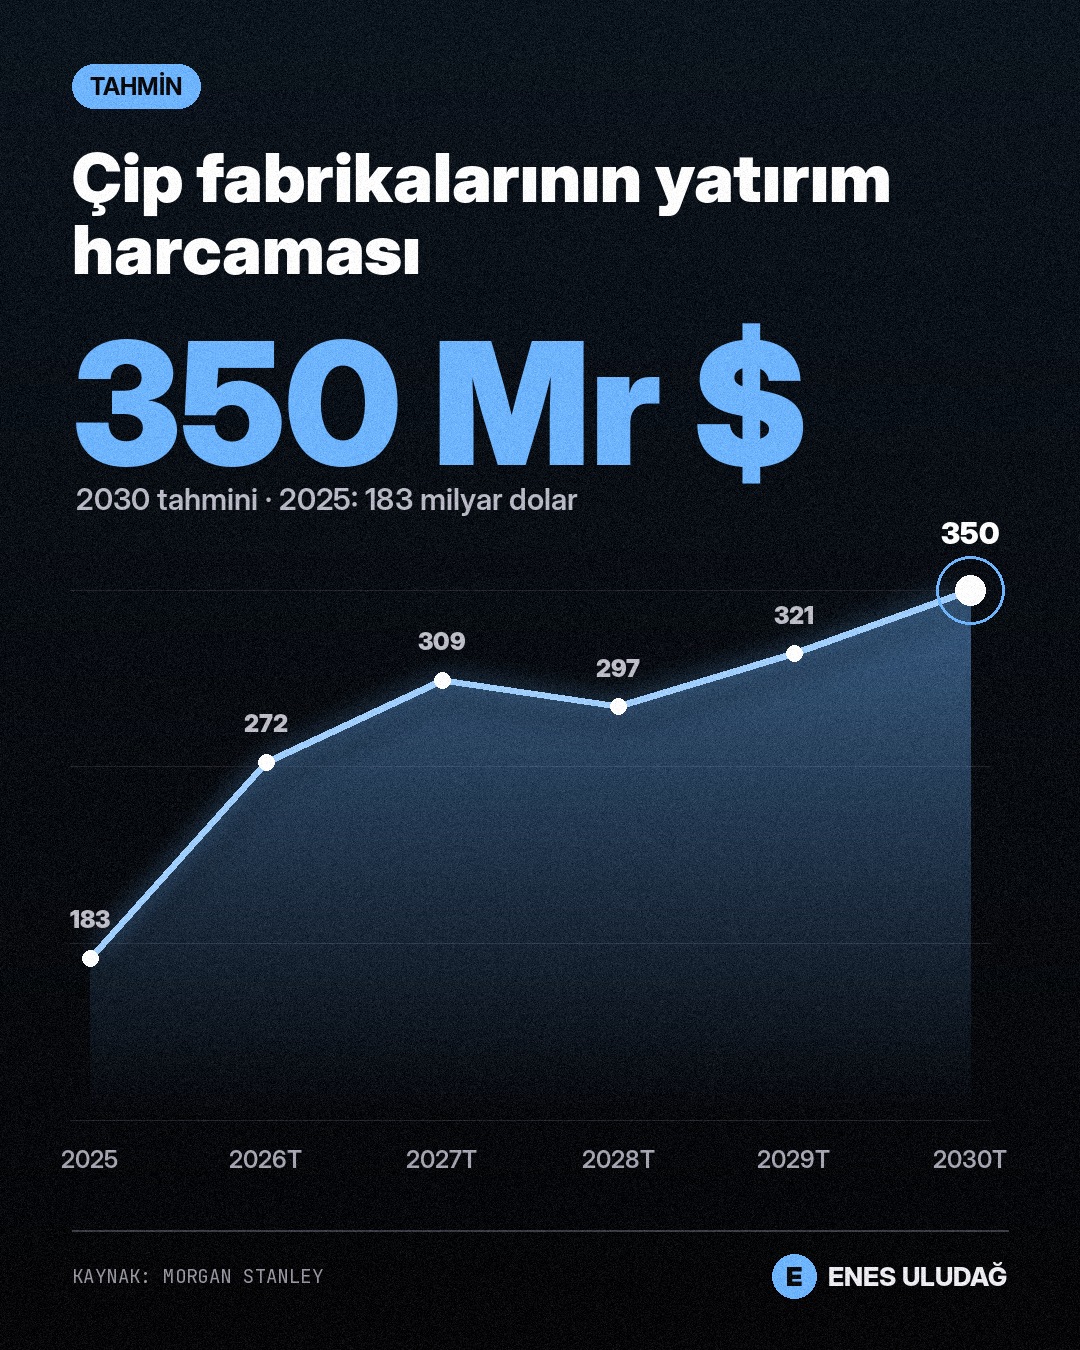 TAHMİN
Çip fabrikalarının yatırım
harcaması
350 Mr $
2030 tahmini · 2025: 183 milyar dolar
350
321
309
297
272
183
2025 2026T 2027T 2028T 2029T 2030T
KAYNAK: MORGAN STANLEY
E ENES ULUDAĞ